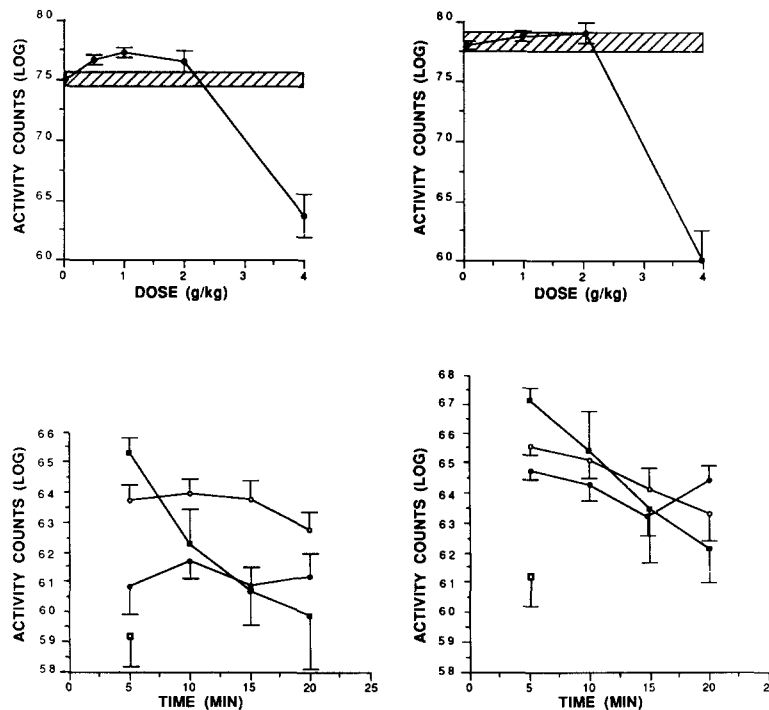 80
75
70
65
60
ACTIVITY COUNTS (LOG)
0 1 2 3 4
DOSE (g/kg)
80
75
70
65
60
ACTIVITY COUNTS (LOG)
0 1 2 3 4
DOSE (g/kg)
66
65
64
63
62
61
60
59
58
ACTIVITY COUNTS (LOG)
0 5 10 15 20 25
TIME (MIN)
68
67
66
65
64
63
62
61
60
59
58
ACTIVITY COUNTS (LOG)
0 5 10 15 20 25
TIME (MIN)